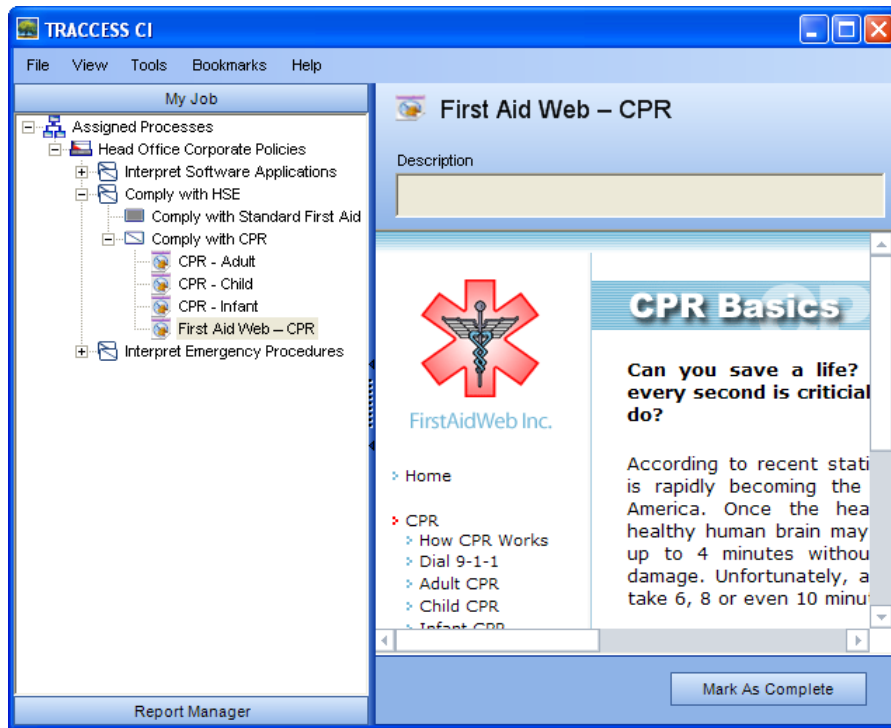 TRACCESS CI
File View Tools Bookmarks Help
My Job
Assigned Processes
Head Office Corporate Policies
Interpret Software Applications
Comply with HSE
Comply with Standard First Aid
Comply with CPR
CPR - Adult
CPR - Child
CPR - Infant
First Aid Web – CPR
Interpret Emergency Procedures
Report Manager
First Aid Web – CPR
Description
FirstAidWeb Inc.
Home
CPR
How CPR Works
Dial 9-1-1
Adult CPR
Child CPR
Infant CPR
CPR Basics
Can you save a life?
every second is criticial
do?
According to recent stati
is rapidly becoming the
America. Once the hea
healthy human brain may
up to 4 minutes withou
damage. Unfortunately, a
take 6, 8 or even 10 minu
Mark As Complete